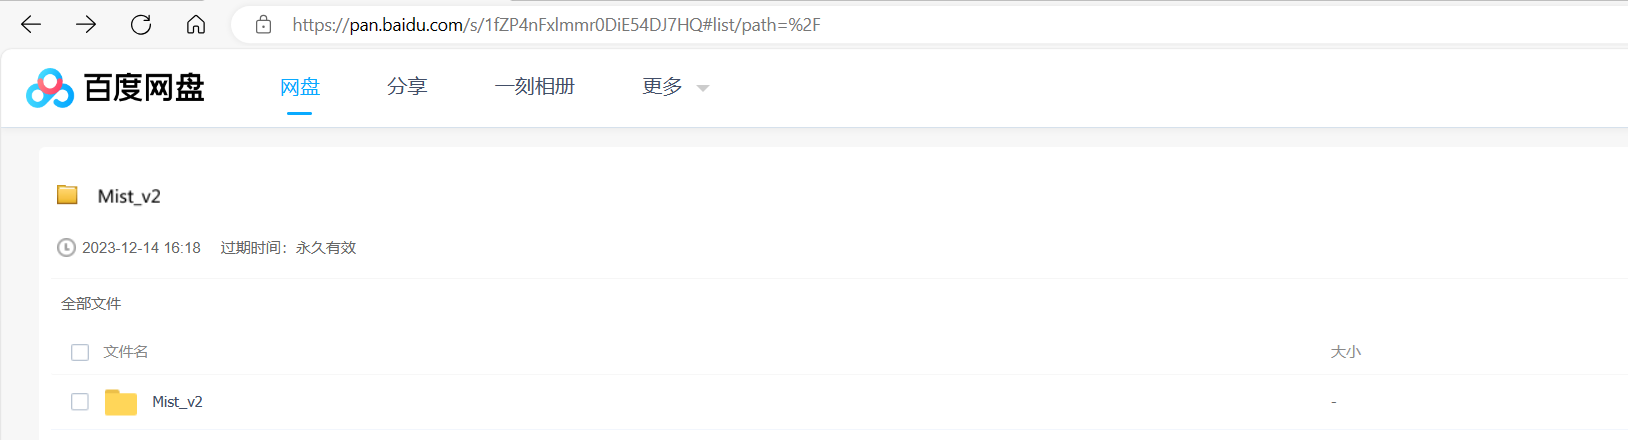 https://pan.baidu.com/s/1fZP4nFxlmmr0DiE54DJ7HQ#list/path=%2F
百度网盘 网盘 分享 一刻相册 更多
Mist_v2
2023-12-14 16:18 过期时间：永久有效
全部文件
文件名 大小
Mist_v2 -